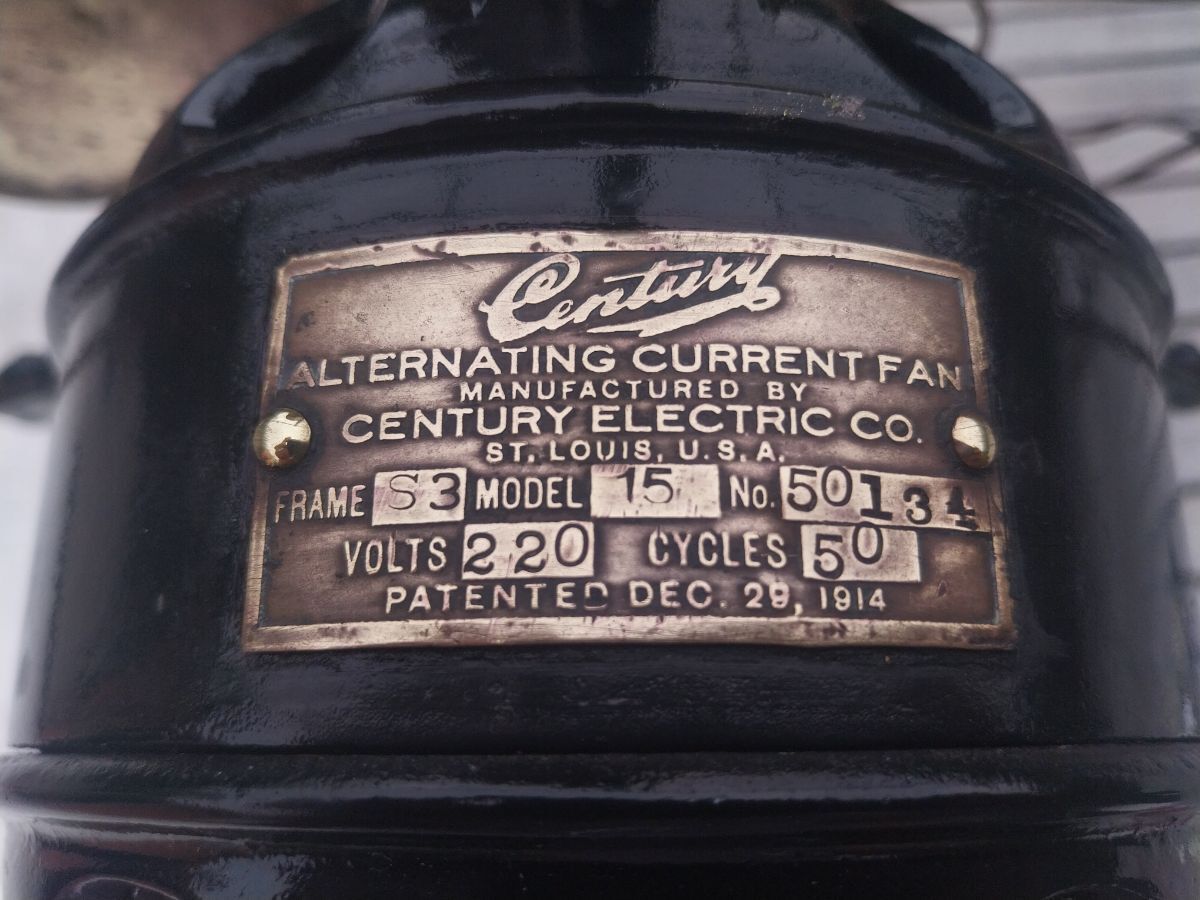 Century
ALTERNATING CURRENT FAN
MANUFACTURED BY
CENTURY ELECTRIC CO.
ST. LOUIS, U.S.A.
FRAME S3 MODEL 15 No. 50134
VOLTS 220 CYCLES 50
PATENTED DEC. 29, 1914